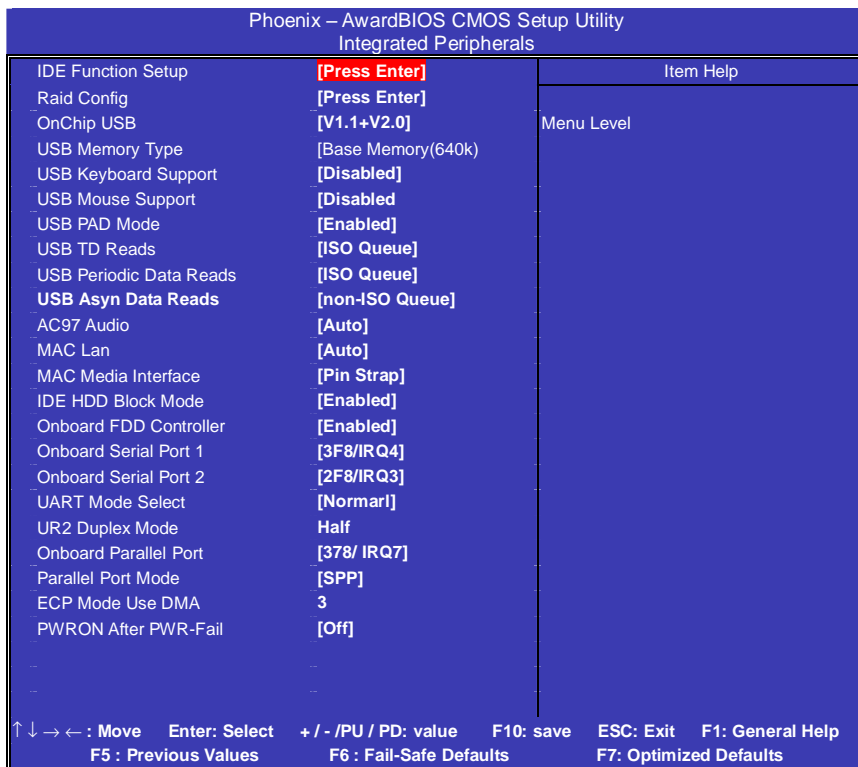 Phoenix – AwardBIOS CMOS Setup Utility
Integrated Peripherals
IDE Function Setup [Press Enter] Item Help
Raid Config [Press Enter]
OnChip USB [V1.1+V2.0] Menu Level
USB Memory Type [Base Memory(640k)
USB Keyboard Support [Disabled]
USB Mouse Support [Disabled
USB PAD Mode [Enabled]
USB TD Reads [ISO Queue]
USB Periodic Data Reads [ISO Queue]
USB Asyn Data Reads [non-ISO Queue]
AC97 Audio [Auto]
MAC Lan [Auto]
MAC Media Interface [Pin Strap]
IDE HDD Block Mode [Enabled]
Onboard FDD Controller [Enabled]
Onboard Serial Port 1 [3F8/IRQ4]
Onboard Serial Port 2 [2F8/IRQ3]
UART Mode Select [Normarl]
UR2 Duplex Mode Half
Onboard Parallel Port [378/ IRQ7]
Parallel Port Mode [SPP]
ECP Mode Use DMA 3
PWRON After PWR-Fail [Off]
↑↓→← : Move Enter: Select + / - /PU / PD: value F10: save ESC: Exit F1: General Help
F5 : Previous Values F6 : Fail-Safe Defaults F7: Optimized Defaults